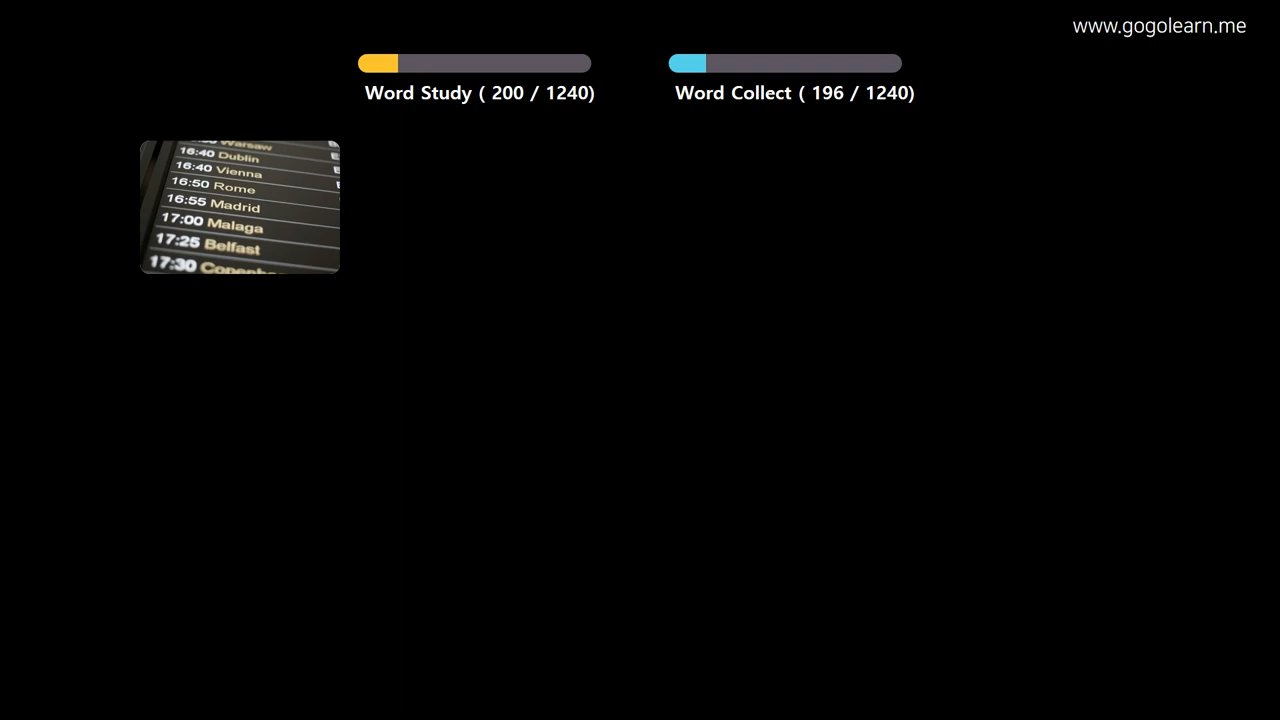 www.gogolearn.me
Word Study ( 200 / 1240)
Word Collect ( 196 / 1240)
Warsaw
16:40 Dublin
16:40 Vienna
16:50 Rome
16:55 Madrid
17:00 Malaga
17:25 Belfast
17:30